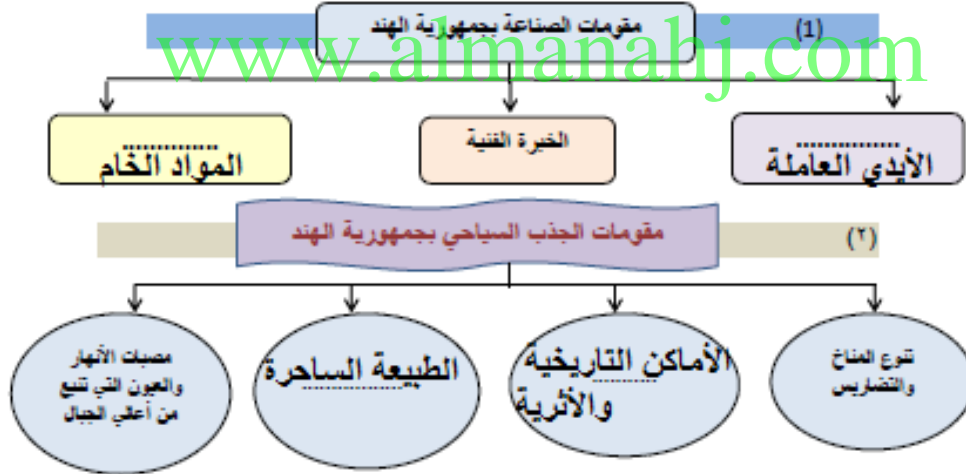 (1) مقومات الصناعة بجمهورية الهند
www.almanahj.com
..............
الأيدي العاملة
الخبرة الفنية
..............
المواد الخام
(٢) مقومات الجذب السياحي بجمهورية الهند
تنوع المناخ
والتضاريس
الأماكن التاريخية
والأثرية
الطبيعة الساحرة
مصبات الأنهار
والعيون التي تنبع
من أعالي الجبال